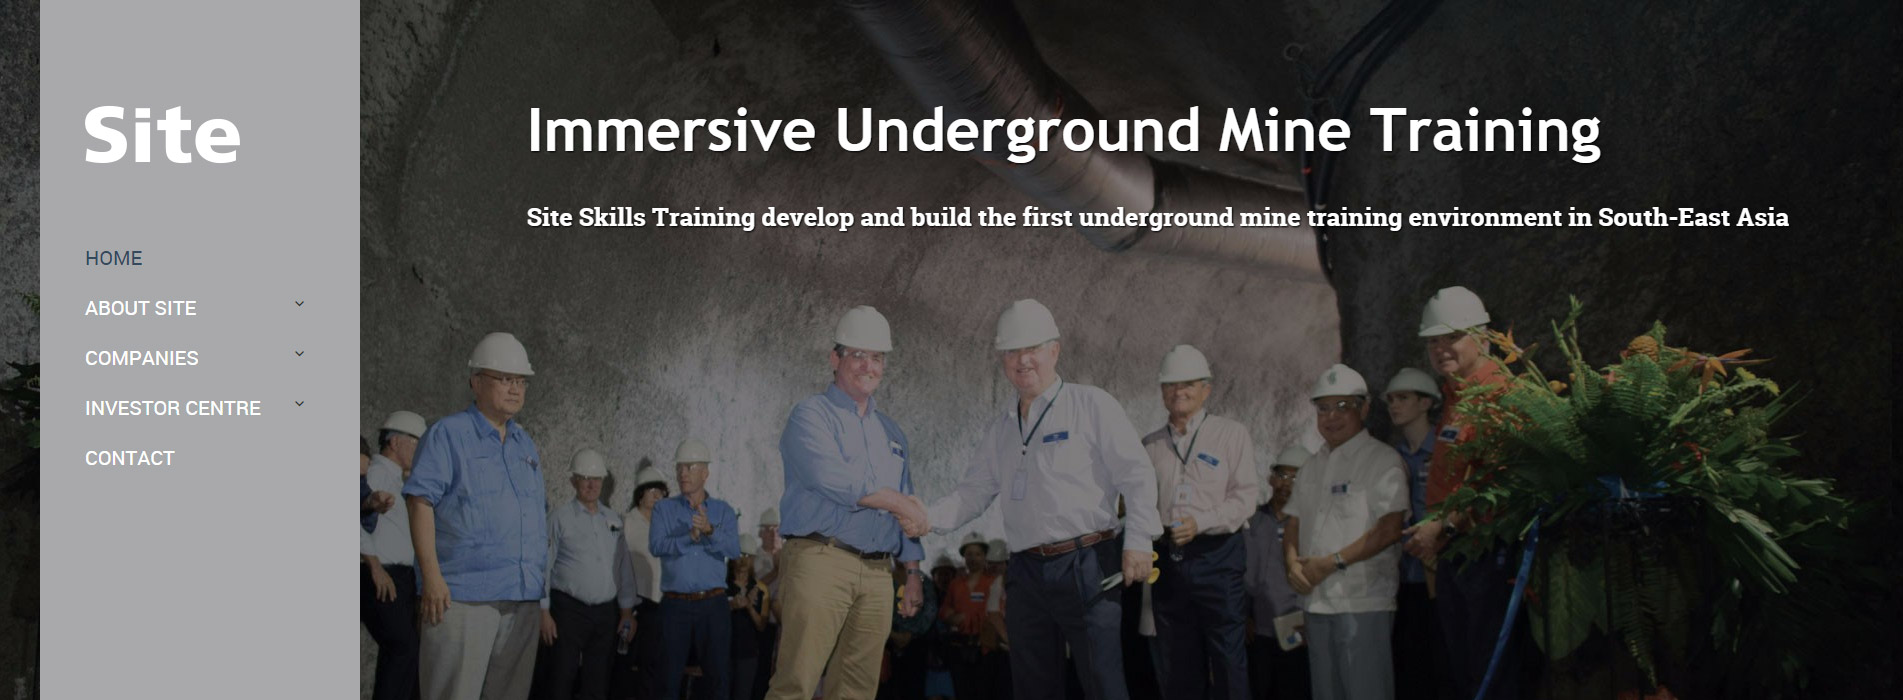 Site
HOME
ABOUT SITE
COMPANIES
INVESTOR CENTRE
CONTACT
Immersive Underground Mine Training
Site Skills Training develop and build the first underground mine training environment in South-East Asia